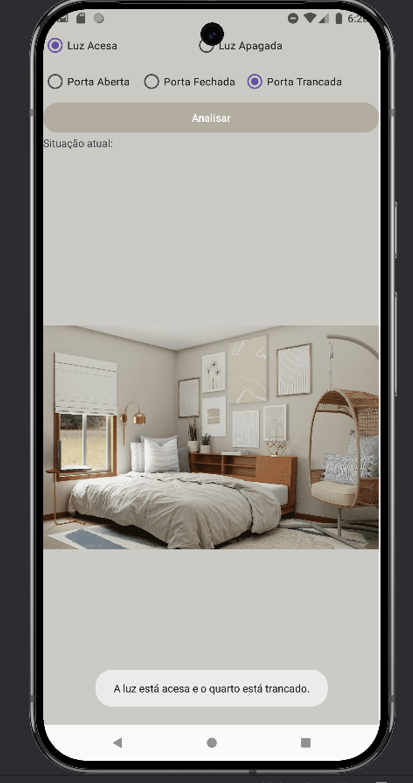 Luz Acesa Luz Apagada
Porta Aberta Porta Fechada Porta Trancada
Analisar
Situação atual:
A luz está acesa e o quarto está trancado.